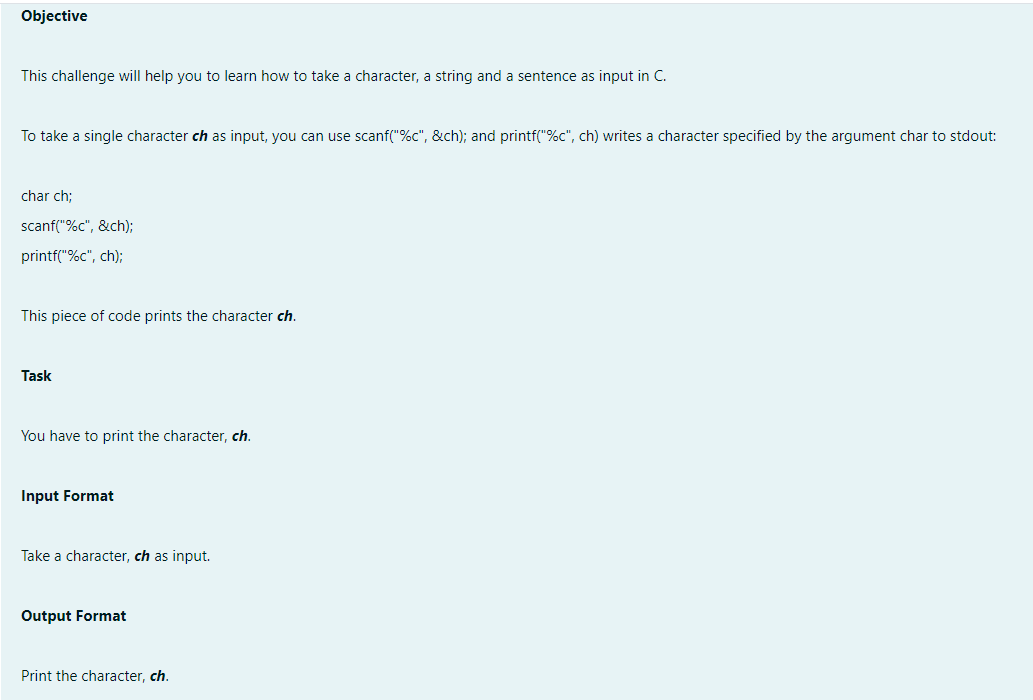 Objective
This challenge will help you to learn how to take a character, a string and a sentence as input in C.
To take a single character ch as input, you can use scanf("%c", &ch); and printf("%c", ch) writes a character specified by the argument char to stdout:
char ch;
scanf("%c", &ch);
printf("%c", ch);
This piece of code prints the character ch.
Task
You have to print the character, ch.
Input Format
Take a character, ch as input.
Output Format
Print the character, ch.